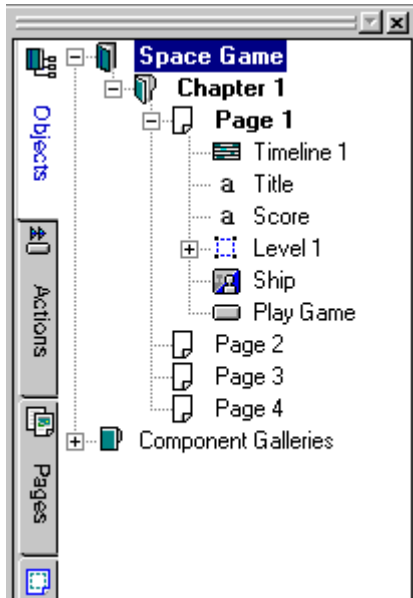 Space Game
Chapter 1
Page 1
Timeline 1
a Title
a Score
Level 1
Ship
Play Game
Page 2
Page 3
Page 4
Component Galleries
Objects
Actions
Pages